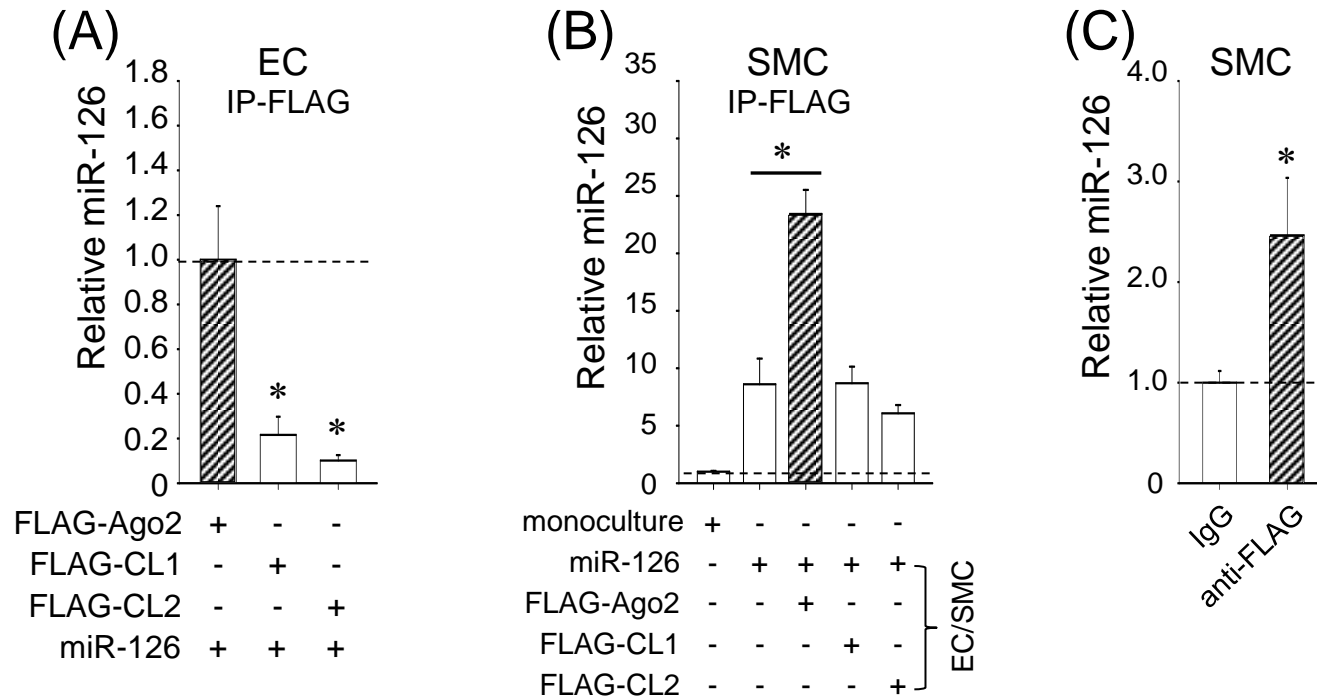 (A)
EC
IP-FLAG
Relative miR-126
1.8
1.6
1.4
1.2
1.0
0.8
0.6
0.4
0.2
0
*
*
FLAG-Ago2 + - -
FLAG-CL1 - + -
FLAG-CL2 - - +
miR-126 + + +
(B)
SMC
IP-FLAG
Relative miR-126
35
30
25
20
15
10
5
0
*
monoculture + - - - -
miR-126 - + + + +
FLAG-Ago2 - - + - -
FLAG-CL1 - - - + -
FLAG-CL2 - - - - +
EC/SMC
(C)
SMC
Relative miR-126
4.0
3.0
2.0
1.0
0
*
IgG
anti-FLAG